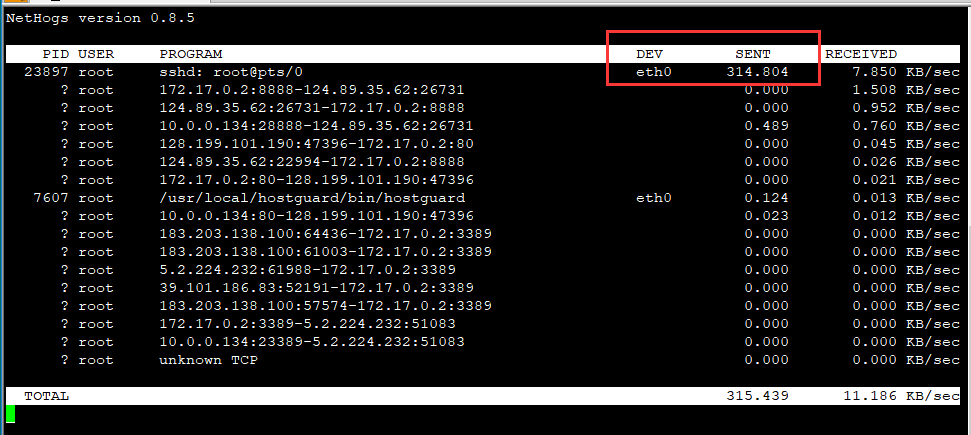 NetHogs version 0.8.5
PID USER PROGRAM DEV SENT RECEIVED
23897 root sshd: root@pts/0 eth0 314.804 7.850 KB/sec
? root 172.17.0.2:8888-124.89.35.62:26731 0.000 1.508 KB/sec
? root 124.89.35.62:26731-172.17.0.2:8888 0.000 0.952 KB/sec
? root 10.0.0.134:28888-124.89.35.62:26731 0.489 0.760 KB/sec
? root 128.199.101.190:47396-172.17.0.2:80 0.000 0.045 KB/sec
? root 124.89.35.62:22994-172.17.0.2:8888 0.000 0.026 KB/sec
? root 172.17.0.2:80-128.199.101.190:47396 0.000 0.021 KB/sec
7607 root /usr/local/hostguard/bin/hostguard eth0 0.124 0.013 KB/sec
? root 10.0.0.134:80-128.199.101.190:47396 0.023 0.012 KB/sec
? root 183.203.138.100:64436-172.17.0.2:3389 0.000 0.000 KB/sec
? root 183.203.138.100:61003-172.17.0.2:3389 0.000 0.000 KB/sec
? root 5.2.224.232:61988-172.17.0.2:3389 0.000 0.000 KB/sec
? root 39.101.186.83:52191-172.17.0.2:3389 0.000 0.000 KB/sec
? root 183.203.138.100:57574-172.17.0.2:3389 0.000 0.000 KB/sec
? root 172.17.0.2:3389-5.2.224.232:51083 0.000 0.000 KB/sec
? root 10.0.0.134:23389-5.2.224.232:51083 0.000 0.000 KB/sec
? root unknown TCP 0.000 0.000 KB/sec
TOTAL 315.439 11.186 KB/sec